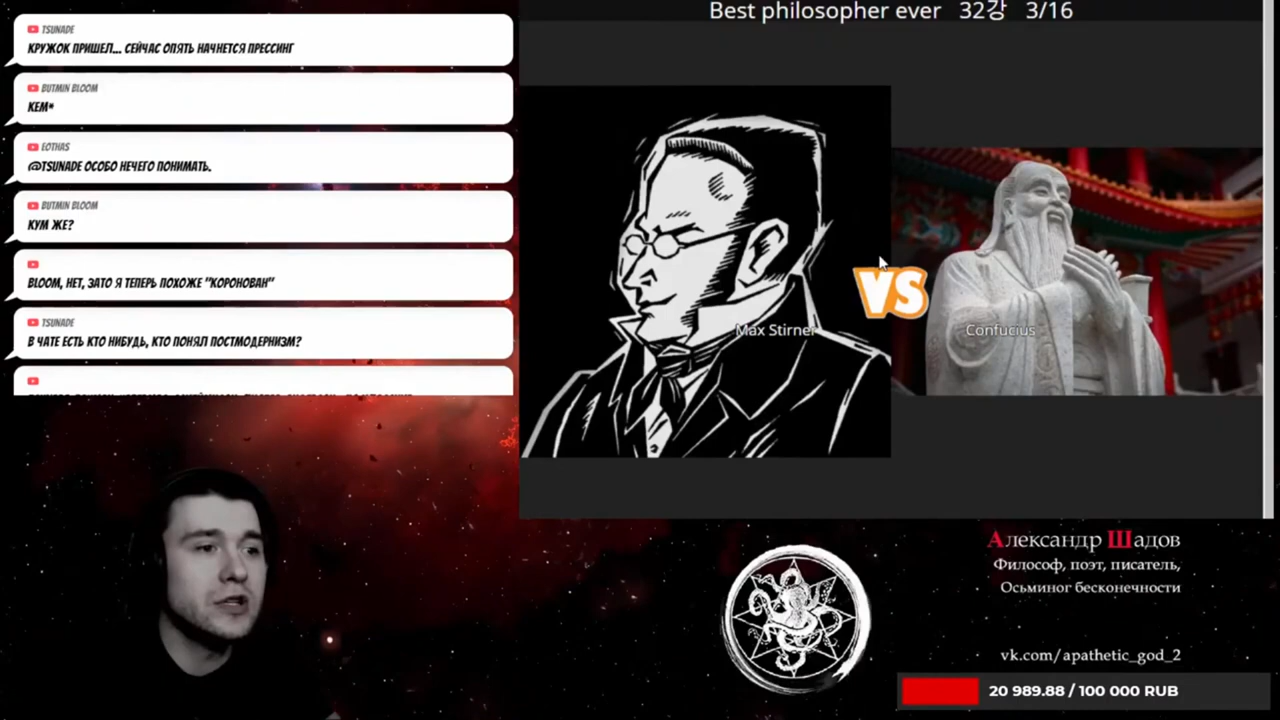 TSUNADE
КРУЖОК ПРИШЕЛ... СЕЙЧАС ОПЯТЬ НАЧНЕТСЯ ПРЕССИНГ
BUTMIN BLOOM
КЕМ*
EOTHAS
@TSUNADE ОСОБО НЕЧЕГО ПОНИМАТЬ.
BUTMIN BLOOM
КУМ ЖЕ?
BLOOM, НЕТ, ЗАТО Я ТЕПЕРЬ ПОХОЖЕ "КОРОНОВАН"
TSUNADE
В ЧАТЕ ЕСТЬ КТО НИБУДЬ, КТО ПОНЯЛ ПОСТМОДЕРНИЗМ?
Best philosopher ever 32강 3/16
Max Stirner
VS
Confucius
Александр Шадов
Философ, поэт, писатель,
Осьминог бесконечности
vk.com/apathetic_god_2
20 989.88 / 100 000 RUB